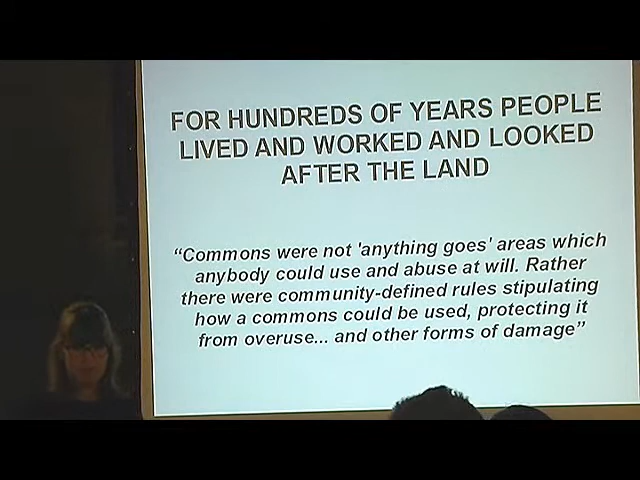 FOR HUNDREDS OF YEARS PEOPLE
LIVED AND WORKED AND LOOKED
AFTER THE LAND
“Commons were not 'anything goes' areas which
anybody could use and abuse at will. Rather
there were community-defined rules stipulating
how a commons could be used, protecting it
from overuse... and other forms of damage”